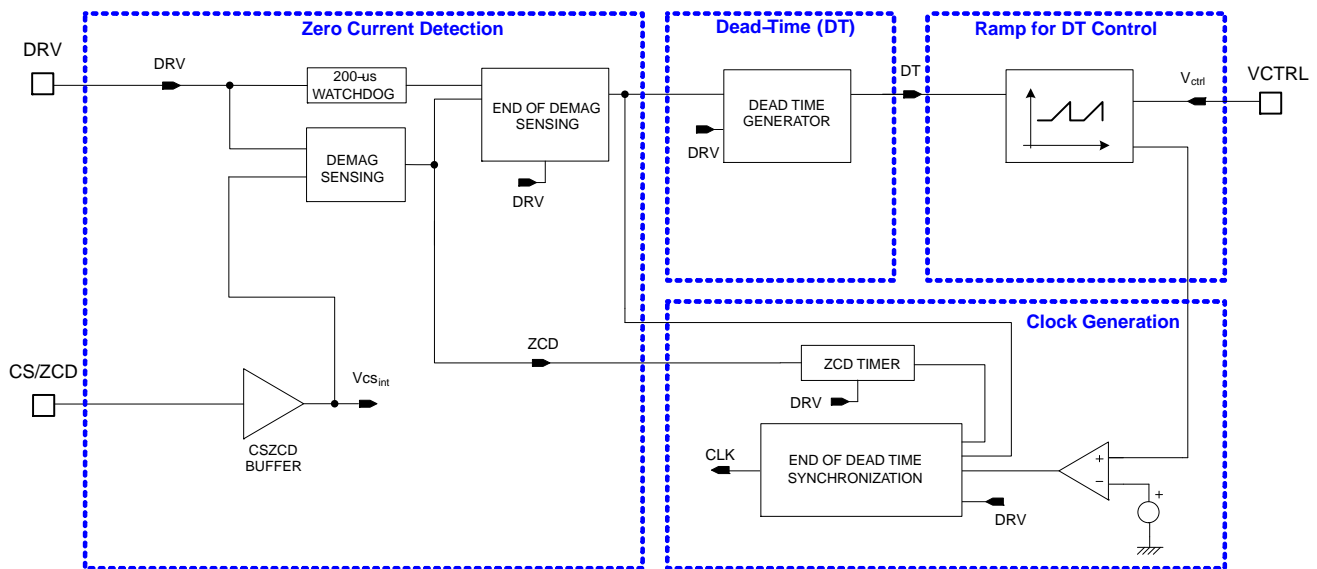 Zero Current Detection
Dead-Time (DT)
Ramp for DT Control
DRV
DRV
200-us
WATCHDOG
END OF DEMAG
SENSING
DRV
DEMAG
SENSING
DEAD TIME
GENERATOR
DRV
DT
Vctrl
VCTRL
Clock Generation
CS/ZCD
Vcsint
CSZCD
BUFFER
ZCD
ZCD TIMER
DRV
CLK
END OF DEAD TIME
SYNCHRONIZATION
DRV
+
−
+